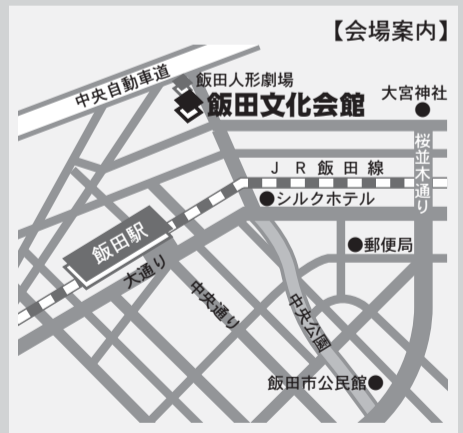 【会場案内】
中央自動車道
飯田人形劇場
飯田文化会館
大宮神社
桜並木通り
JR飯田線
シルクホテル
飯田駅
大通り
郵便局
中央通り
中央公園
飯田市公民館